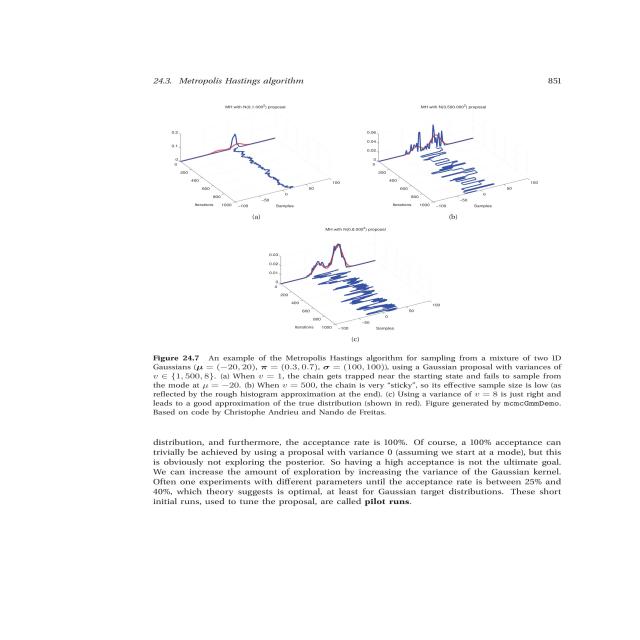 24.3. Metropolis Hastings algorithm 851
MH with N(0,1.000²) proposal
0.2
0.1
0
0
200
400
600
800
1000
Iterations
−100
−50
0
50
100
Samples
(a)
MH with N(0,500.000²) proposal
0.06
0.04
0.02
0
0
200
400
600
800
1000
Iterations
−100
−50
0
50
100
Samples
(b)
MH with N(0,8.000²) proposal
0.03
0.02
0.01
0
0
200
400
600
800
1000
Iterations
−100
−50
0
50
100
Samples
(c)
Figure 24.7 An example of the Metropolis Hastings algorithm for sampling from a mixture of two 1D
Gaussians (μ = (−20, 20), π = (0.3, 0.7), σ = (100, 100)), using a Gaussian proposal with variances of
v ∈ {1, 500, 8}. (a) When v = 1, the chain gets trapped near the starting state and fails to sample from
the mode at μ = −20. (b) When v = 500, the chain is very “sticky”, so its effective sample size is low (as
reflected by the rough histogram approximation at the end). (c) Using a variance of v = 8 is just right and
leads to a good approximation of the true distribution (shown in red). Figure generated by mcmcGmmDemo.
Based on code by Christophe Andrieu and Nando de Freitas.
distribution, and furthermore, the acceptance rate is 100%. Of course, a 100% acceptance can
trivially be achieved by using a proposal with variance 0 (assuming we start at a mode), but this
is obviously not exploring the posterior. So having a high acceptance is not the ultimate goal.
We can increase the amount of exploration by increasing the variance of the Gaussian kernel.
Often one experiments with different parameters until the acceptance rate is between 25% and
40%, which theory suggests is optimal, at least for Gaussian target distributions. These short
initial runs, used to tune the proposal, are called pilot runs.